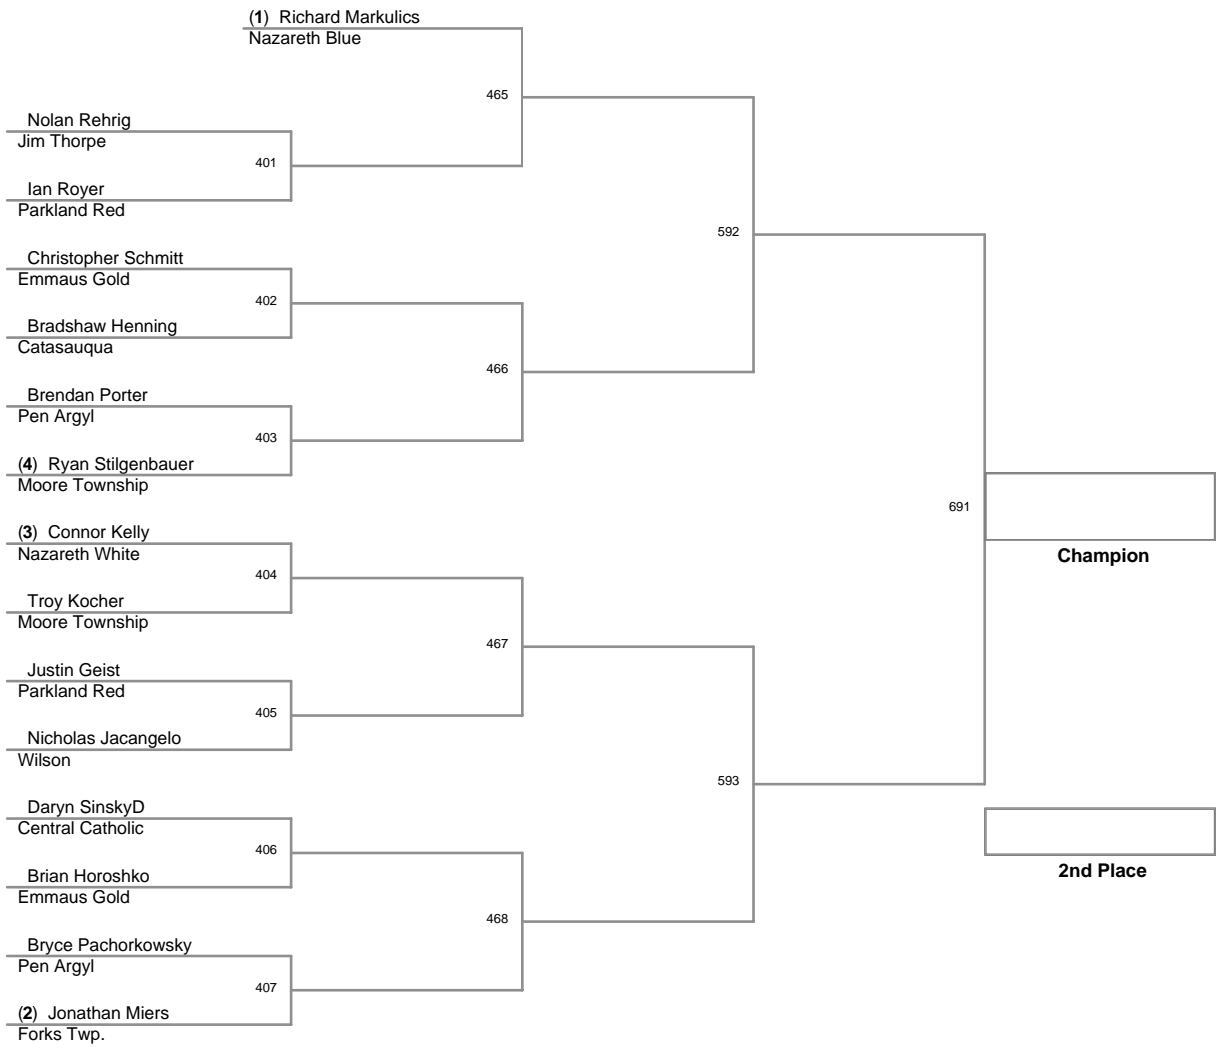 (1) Richard Markulics
Nazareth Blue
465
Nolan Rehrig
Jim Thorpe
401
Ian Royer
Parkland Red
592
Christopher Schmitt
Emmaus Gold
402
Bradshaw Henning
Catasauqua
466
Brendan Porter
Pen Argyl
403
(4) Ryan Stilgenbauer
Moore Township
691
Champion
(3) Connor Kelly
Nazareth White
404
Troy Kocher
Moore Township
467
Justin Geist
Parkland Red
405
Nicholas Jacangelo
Wilson
593
Daryn SinskyD
Central Catholic
406
2nd Place
Brian Horoshko
Emmaus Gold
468
Bryce Pachorkowsky
Pen Argyl
407
(2) Jonathan Miers
Forks Twp.